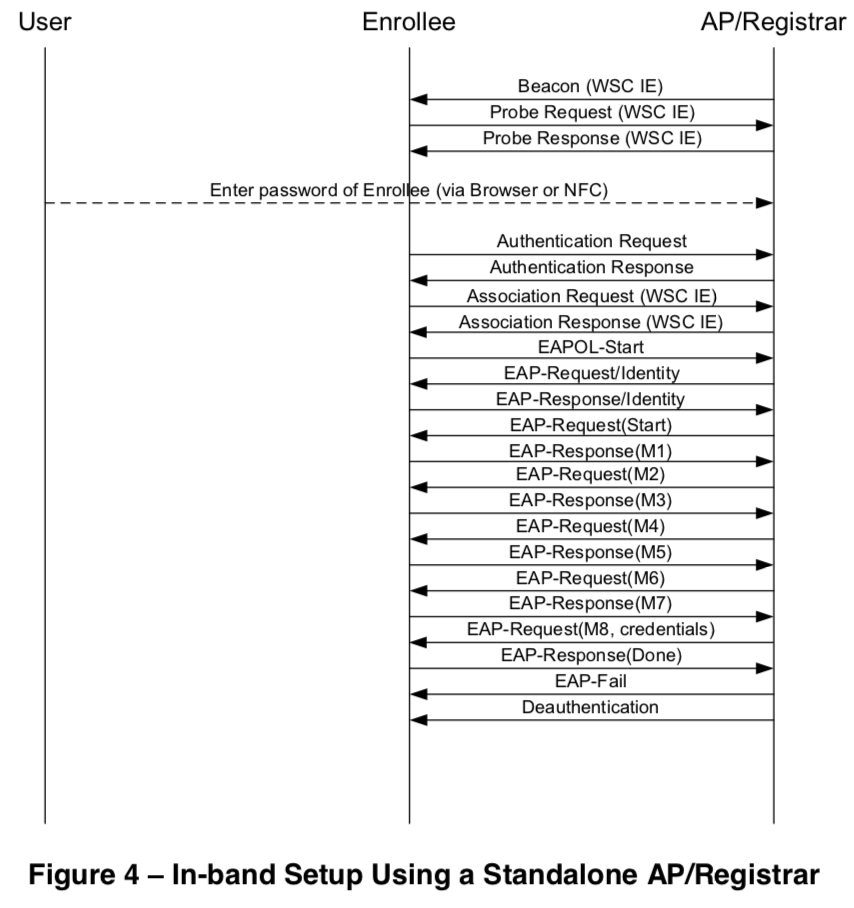 User Enrollee AP/Registrar
Beacon (WSC IE)
Probe Request (WSC IE)
Probe Response (WSC IE)
Enter password of Enrollee (via Browser or NFC)
Authentication Request
Authentication Response
Association Request (WSC IE)
Association Response (WSC IE)
EAPOL-Start
EAP-Request/Identity
EAP-Response/Identity
EAP-Request(Start)
EAP-Response(M1)
EAP-Request(M2)
EAP-Response(M3)
EAP-Request(M4)
EAP-Response(M5)
EAP-Request(M6)
EAP-Response(M7)
EAP-Request(M8, credentials)
EAP-Response(Done)
EAP-Fail
Deauthentication
Figure 4 – In-band Setup Using a Standalone AP/Registrar